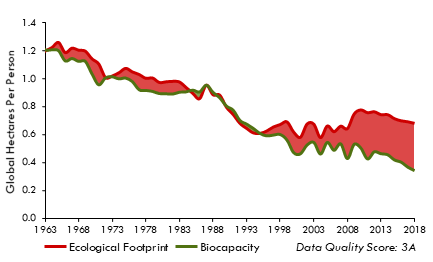 Global Hectares Per Person
1.4
1.2
1.0
0.8
0.6
0.4
0.2
0.0
1963 1968 1973 1978 1983 1988 1993 1998 2003 2008 2013 2018
Ecological Footprint Biocapacity Data Quality Score: 3A